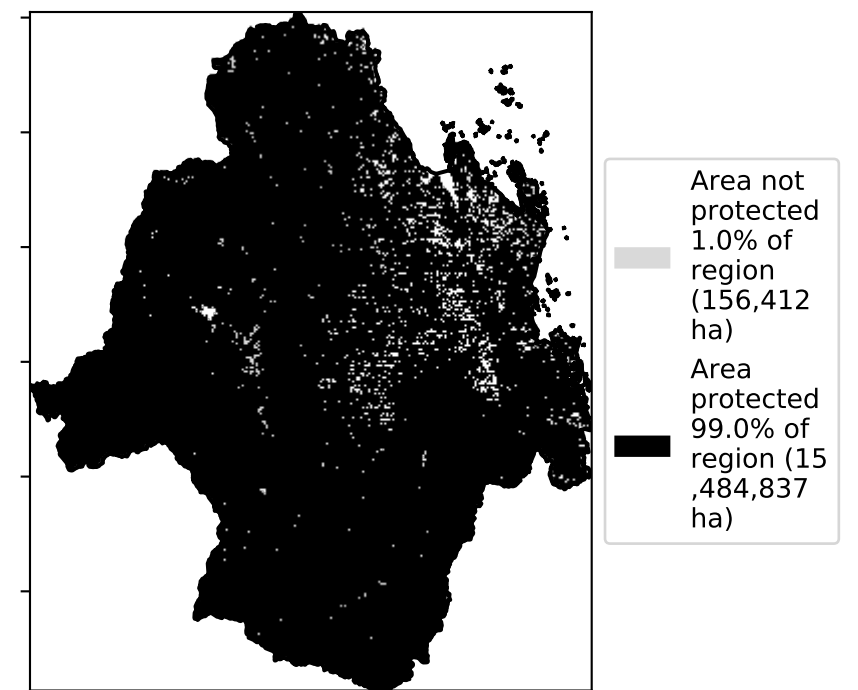 Area not
protected
1.0% of
region
(156,412
ha)
Area
protected
99.0% of
region (15
,484,837
ha)